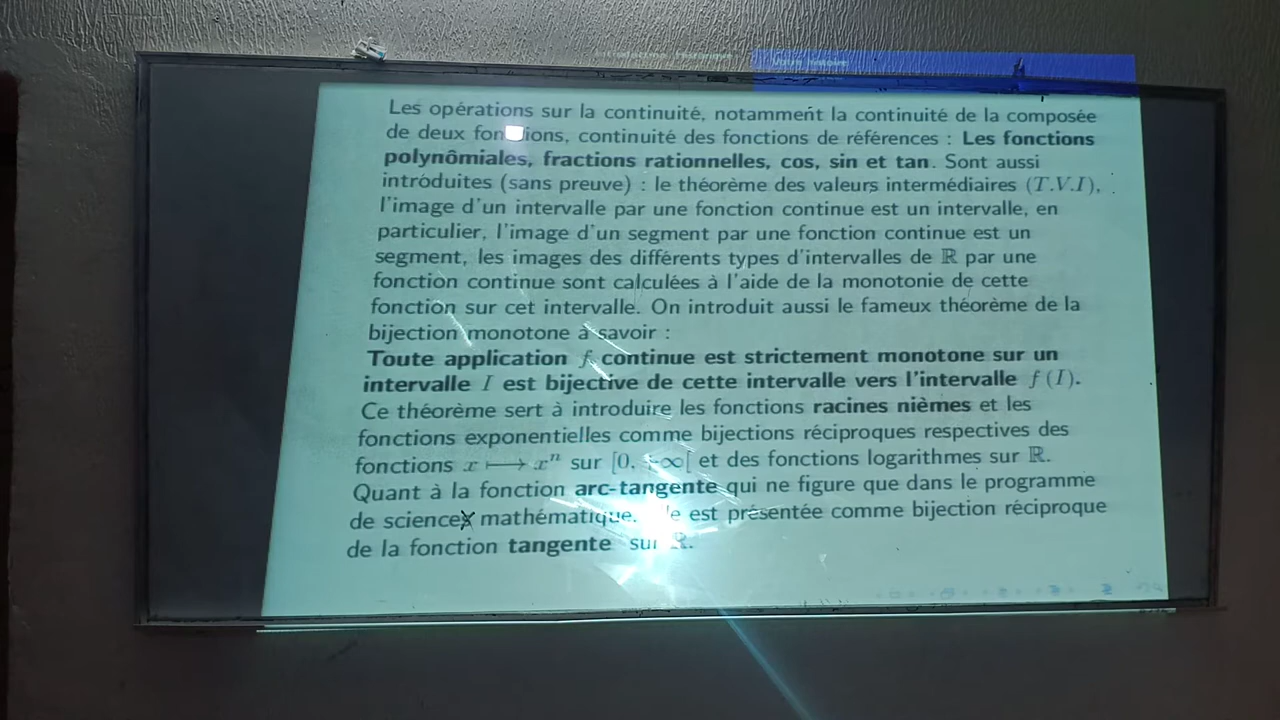 Votre histoire
Les opérations sur la continuité, notamment la continuité de la composée
de deux fonctions, continuité des fonctions de références : Les fonctions
polynômiales, fractions rationnelles, cos, sin et tan. Sont aussi
introduites (sans preuve) : le théorème des valeurs intermédiaires (T.V.I),
l'image d'un intervalle par une fonction continue est un intervalle, en
particulier, l'image d'un segment par une fonction continue est un
segment, les images des différents types d'intervalles de ℝ par une
fonction continue sont calculées à l'aide de la monotonie de cette
fonction sur cet intervalle. On introduit aussi le fameux théorème de la
bijection monotone à savoir :
Toute application f continue est strictement monotone sur un
intervalle I est bijective de cette intervalle vers l'intervalle f (I).
Ce théorème sert à introduire les fonctions racines nièmes et les
fonctions exponentielles comme bijections réciproques respectives des
fonctions x ⟼ xⁿ sur [0, +∞[ et des fonctions logarithmes sur ℝ.
Quant à la fonction arc-tangente qui ne figure que dans le programme
de sciences mathématique. est présentée comme bijection réciproque
de la fonction tangente sur ℝ.